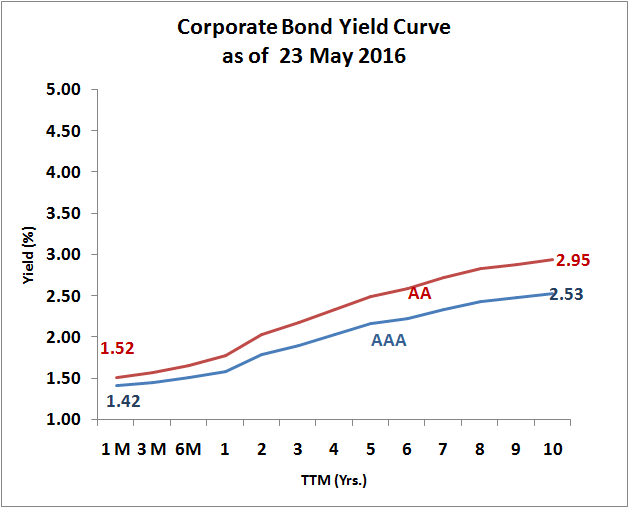 Corporate Bond Yield Curve
as of 23 May 2016
5.00
4.50
4.00
3.50
3.00
2.50
2.00
1.50
1.00
Yield (%)
1.52
1.42
AA
AAA
2.95
2.53
1 M 3 M 6M 1 2 3 4 5 6 7 8 9 10
TTM (Yrs.)